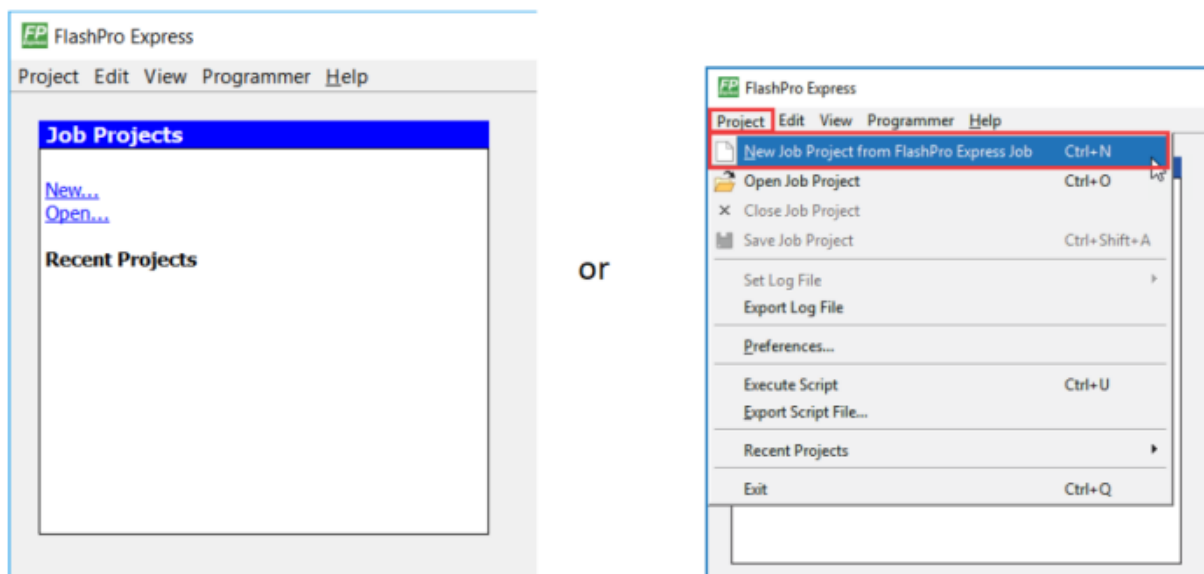 FP FlashPro Express
Project Edit View Programmer Help
Job Projects
New...
Open...
Recent Projects
or
FP FlashPro Express
Project Edit View Programmer Help
New Job Project from FlashPro Express Job Ctrl+N
Open Job Project Ctrl+O
Close Job Project
Save Job Project Ctrl+Shift+A
Set Log File
Export Log File
Preferences...
Execute Script Ctrl+U
Export Script File...
Recent Projects
Exit Ctrl+Q